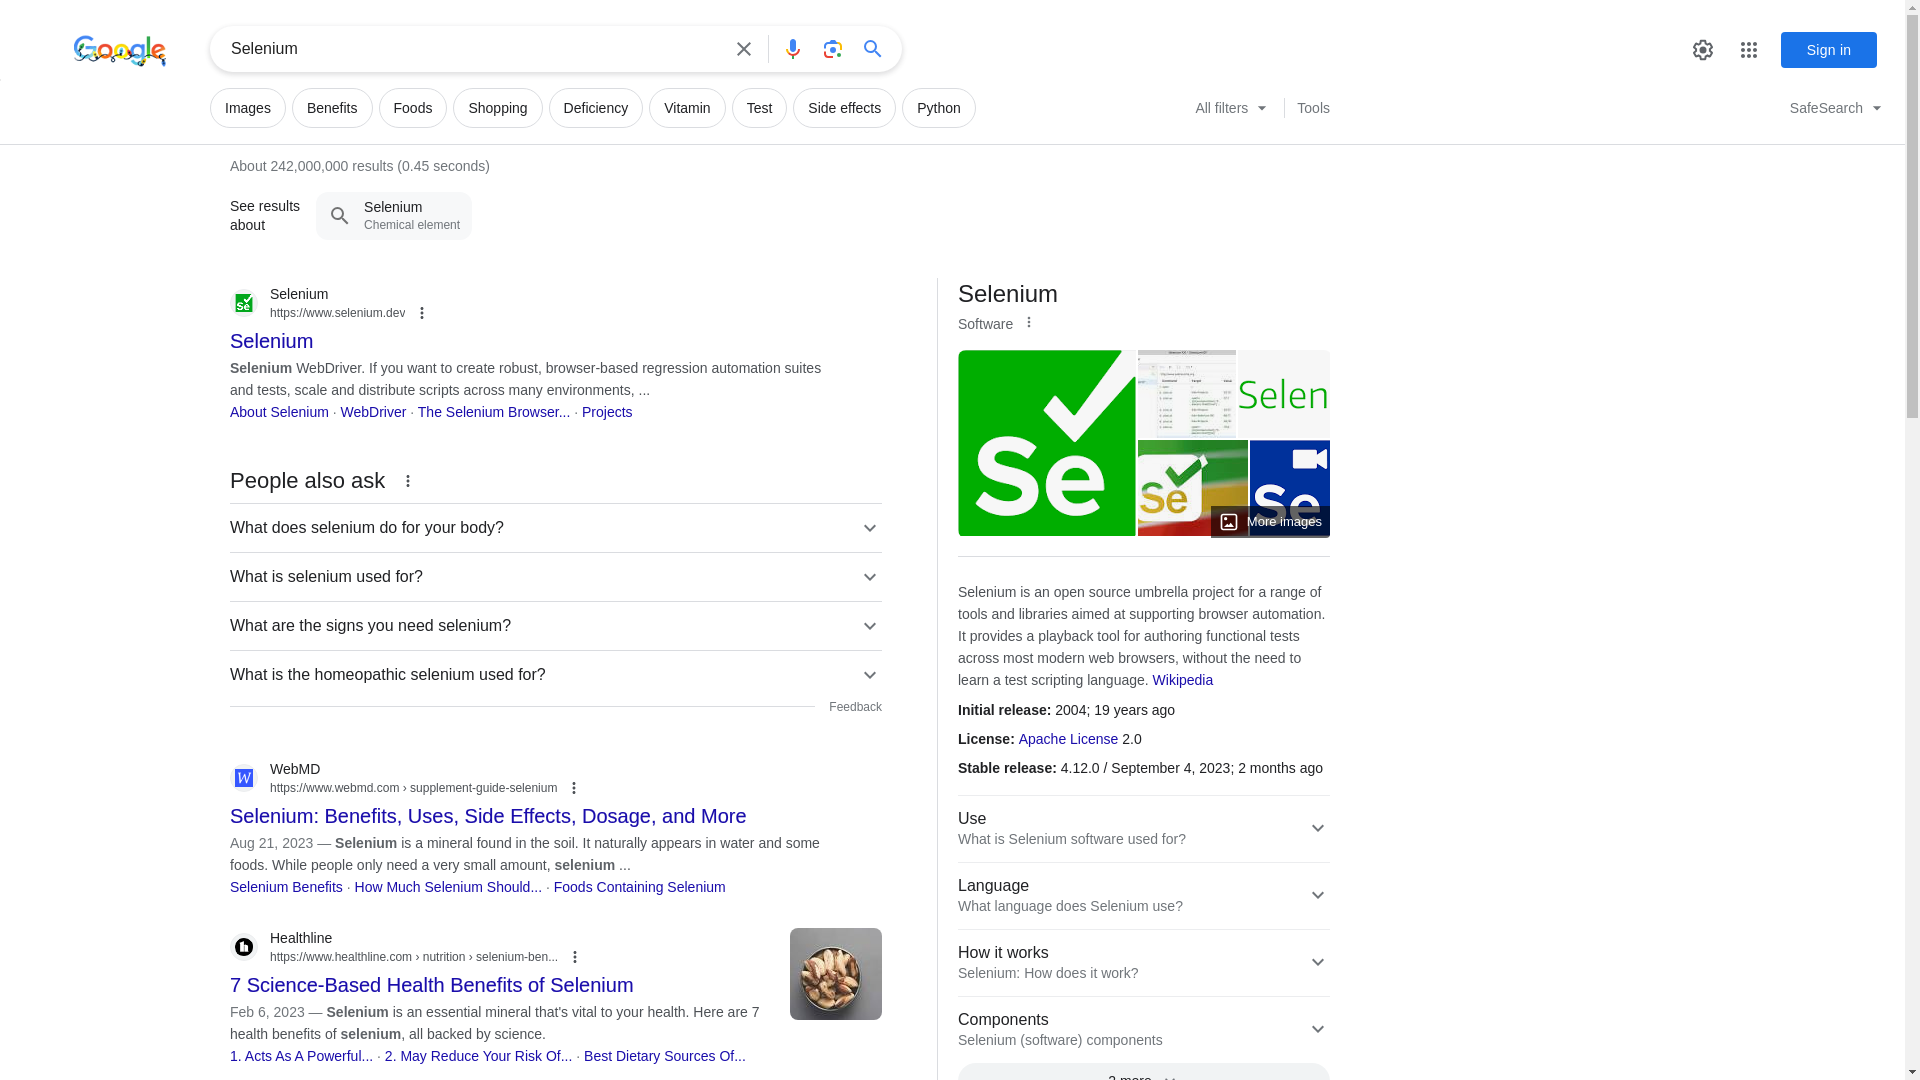 Google
Selenium
Sign in
Images
Benefits
Foods
Shopping
Deficiency
Vitamin
Test
Side effects
Python
All filters
Tools
SafeSearch
About 242,000,000 results (0.45 seconds)
See results
about
Selenium
Chemical element
Selenium
https://www.selenium.dev
Selenium
Selenium WebDriver. If you want to create robust, browser-based regression automation suites
and tests, scale and distribute scripts across many environments, ...
About Selenium · WebDriver · The Selenium Browser... · Projects
People also ask
What does selenium do for your body?
What is selenium used for?
What are the signs you need selenium?
What is the homeopathic selenium used for?
Feedback
WebMD
https://www.webmd.com › supplement-guide-selenium
Selenium: Benefits, Uses, Side Effects, Dosage, and More
Aug 21, 2023 — Selenium is a mineral found in the soil. It naturally appears in water and some
foods. While people only need a very small amount, selenium ...
Selenium Benefits · How Much Selenium Should... · Foods Containing Selenium
Healthline
https://www.healthline.com › nutrition › selenium-ben...
7 Science-Based Health Benefits of Selenium
Feb 6, 2023 — Selenium is an essential mineral that's vital to your health. Here are 7
health benefits of selenium, all backed by science.
1. Acts As A Powerful... · 2. May Reduce Your Risk Of... · Best Dietary Sources Of...
Selenium
Software
Se
Selen
Se
Se
More images
Selenium is an open source umbrella project for a range of
tools and libraries aimed at supporting browser automation.
It provides a playback tool for authoring functional tests
across most modern web browsers, without the need to
learn a test scripting language. Wikipedia
Initial release: 2004; 19 years ago
License: Apache License 2.0
Stable release: 4.12.0 / September 4, 2023; 2 months ago
Use
What is Selenium software used for?
Language
What language does Selenium use?
How it works
Selenium: How does it work?
Components
Selenium (software) components